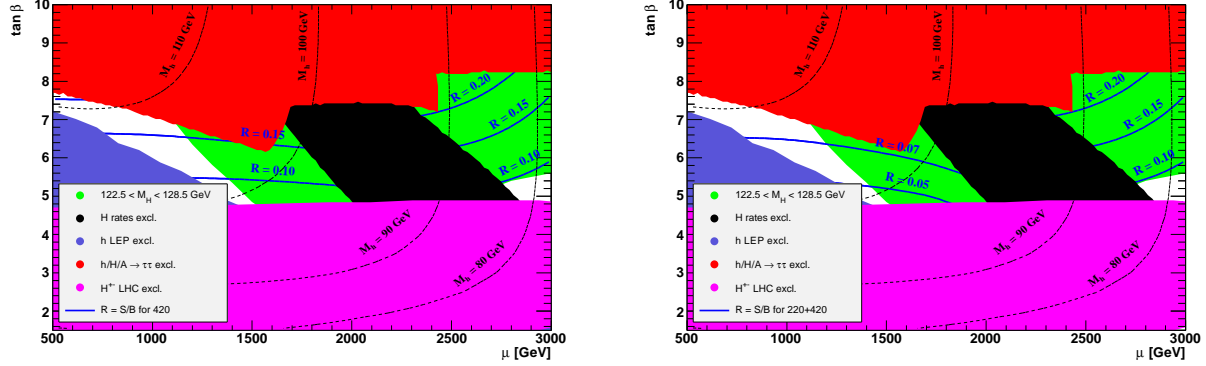 tan β
10
9
8
7
6
5
4
3
2
500
1000
1500
2000
2500
3000
μ [GeV]
M_h = 110 GeV
M_h = 100 GeV
M_h = 90 GeV
M_h = 80 GeV
R = 0.20
R = 0.15
R = 0.10
R = 0.15
R = 0.10
122.5 < M_H < 128.5 GeV
H rates excl.
h LEP excl.
h/H/A → ττ excl.
H⁺⁻ LHC excl.
R = S/B for 420
tan β
10
9
8
7
6
5
4
3
2
500
1000
1500
2000
2500
3000
μ [GeV]
M_h = 110 GeV
M_h = 100 GeV
M_h = 90 GeV
M_h = 80 GeV
R = 0.20
R = 0.15
R = 0.10
R = 0.07
R = 0.05
122.5 < M_H < 128.5 GeV
H rates excl.
h LEP excl.
h/H/A → ττ excl.
H⁺⁻ LHC excl.
R = S/B for 220+420